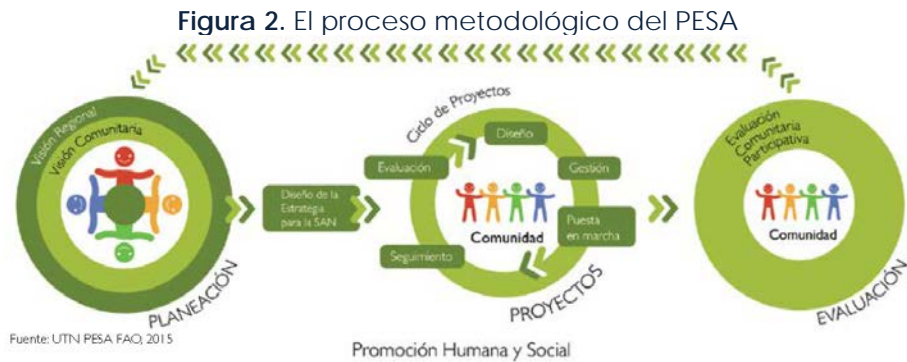 Figura 2. El proceso metodológico del PESA
Visión Regional
Visión Comunitaria
PLANEACIÓN
Diseño de la
Estrategia
para la SAN
Ciclo de Proyectos
Diseño
Evaluación
Gestión
Comunidad
Puesta
en marcha
Seguimiento
PROYECTOS
Evaluación
Comunitaria
Participativa
Comunidad
EVALUACIÓN
Fuente: UTN PESA FAO, 2015
Promoción Humana y Social